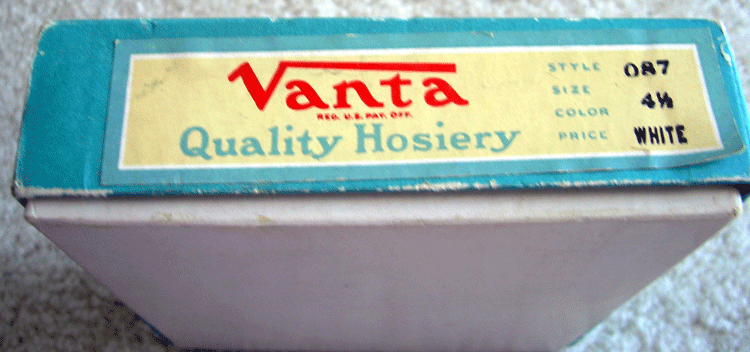 Vanta
REG. U.S. PAT. OFF.
Quality Hosiery
STYLE 087
SIZE 4½
COLOR WHITE
PRICE